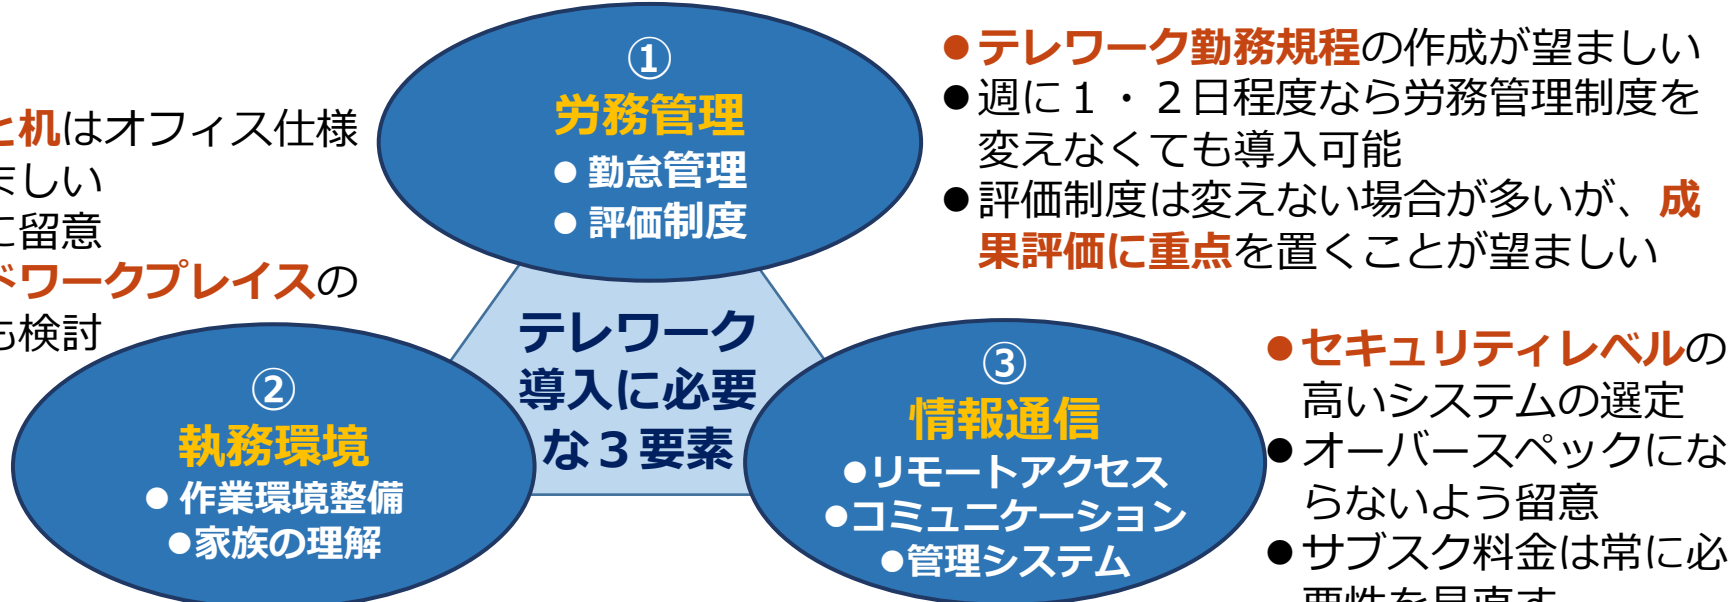 ①
労務管理
●勤怠管理
●評価制度
●テレワーク勤務規程の作成が望ましい
●週に１・２日程度なら労務管理制度を
変えなくても導入可能
●評価制度は変えない場合が多いが、成
果評価に重点を置くことが望ましい
と机はオフィス仕様
ましい
に留意
ドワークプレイスの
も検討
テレワーク
導入に必要
な３要素
②
執務環境
●作業環境整備
●家族の理解
③
情報通信
●リモートアクセス
●コミュニケーション
●管理システム
●セキュリティレベルの
高いシステムの選定
●オーバースペックにな
らないよう留意
●サブスク料金は常に必
要性を見直す